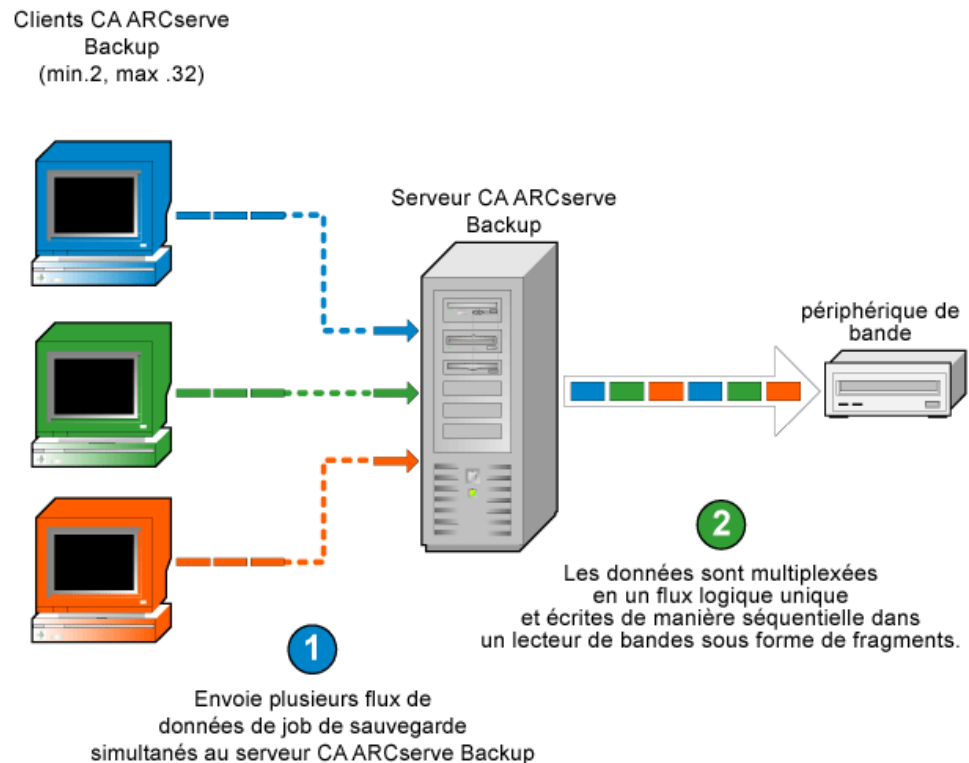 Clients CA ARCserve
Backup
(min.2, max .32)
Serveur CA ARCserve
Backup
périphérique de
bande
2
Les données sont multiplexées
en un flux logique unique
et écrites de manière séquentielle dans
un lecteur de bandes sous forme de fragments.
1
Envoie plusieurs flux de
données de job de sauvegarde
simultanés au serveur CA ARCserve Backup